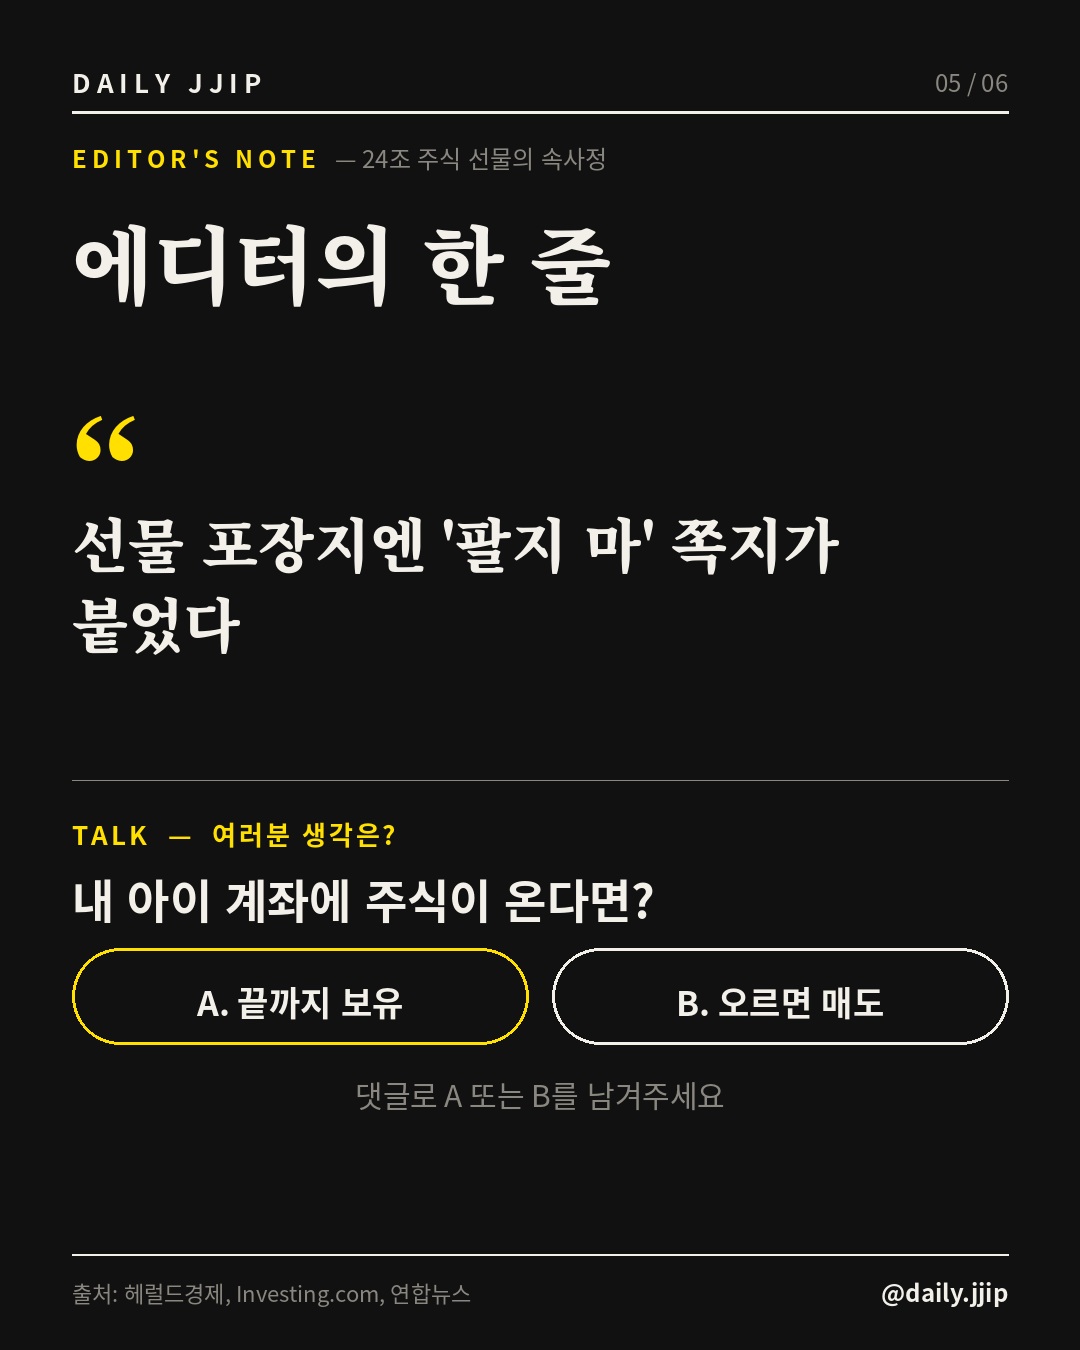 DAILY JJIP
05 / 06
EDITOR'S NOTE — 24조 주식 선물의 속사정
에디터의 한 줄
“
선물 포장지엔 '팔지 마' 쪽지가
붙었다
TALK — 여러분 생각은?
내 아이 계좌에 주식이 온다면?
A. 끝까지 보유
B. 오르면 매도
댓글로 A 또는 B를 남겨주세요
출처: 헤럴드경제, Investing.com, 연합뉴스
@daily.jjip